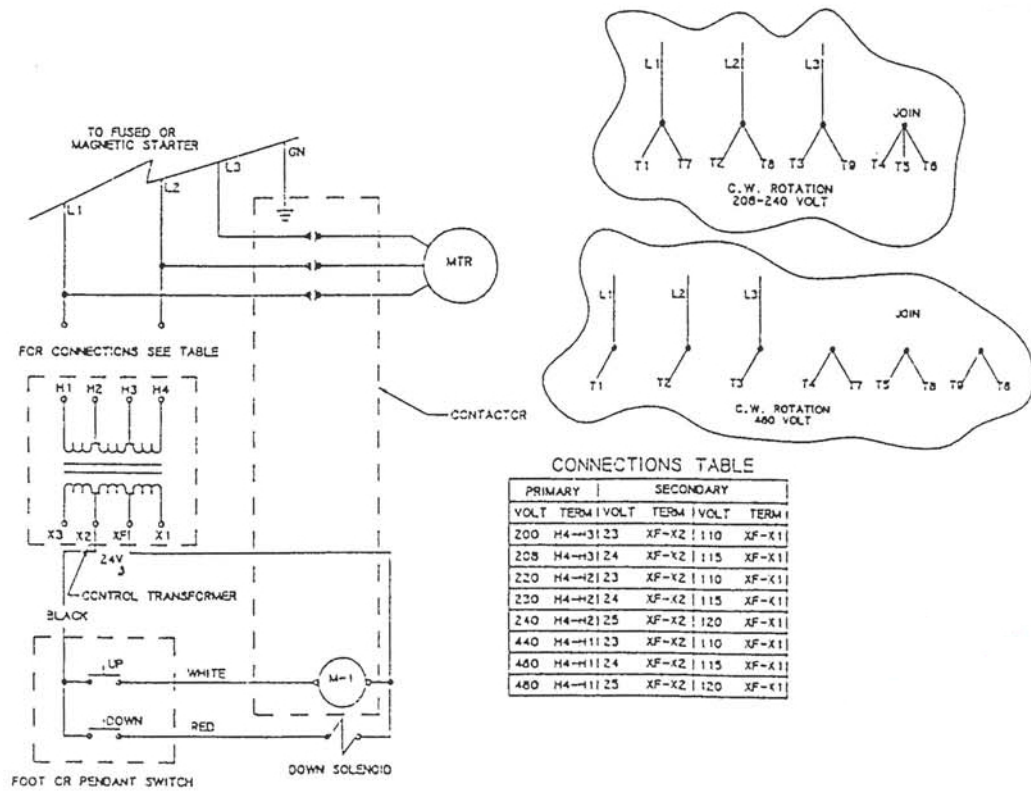 TO FUSED OR
MAGNETIC STARTER
L1
L2
L3
GN
MTR
FOR CONNECTIONS SEE TABLE
H1 H2 H3 H4
CONTACTOR
X3 X2 XF X1
24V
CONTROL TRANSFORMER
BLACK
UP
WHITE
M-1
DOWN
RED
DOWN SOLENOID
FOOT OR PENDANT SWITCH
L1 L2 L3
JOIN
T1 T7 T2 T8 T3 T9 T4 T5 T6
C.W. ROTATION
208-240 VOLT
L1 L2 L3
JOIN
T1 T2 T3 T4 T7 T5 T8 T9 T6
C.W. ROTATION
460 VOLT
CONNECTIONS TABLE
PRIMARY SECONDARY
VOLT TERM VOLT TERM VOLT TERM
200 H4-H3 23 XF-X2 110 XF-X1
208 H4-H3 24 XF-X2 115 XF-X1
220 H4-H2 23 XF-X2 110 XF-X1
230 H4-H2 24 XF-X2 115 XF-X1
240 H4-H2 25 XF-X2 120 XF-X1
440 H4-H1 23 XF-X2 110 XF-X1
460 H4-H1 24 XF-X2 115 XF-X1
480 H4-H1 25 XF-X2 120 XF-X1